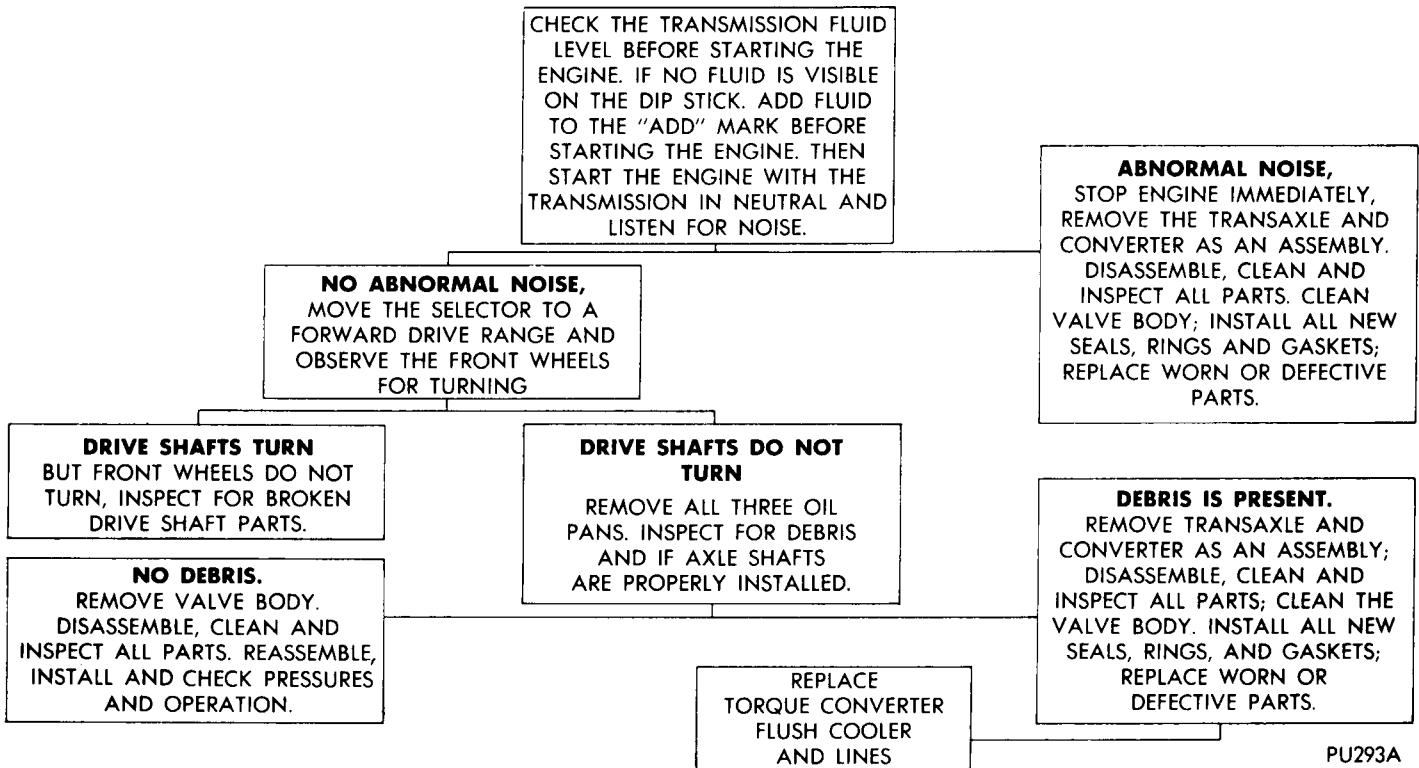 CHECK THE TRANSMISSION FLUID
LEVEL BEFORE STARTING THE
ENGINE. IF NO FLUID IS VISIBLE
ON THE DIP STICK. ADD FLUID
TO THE "ADD" MARK BEFORE
STARTING THE ENGINE. THEN
START THE ENGINE WITH THE
TRANSMISSION IN NEUTRAL AND
LISTEN FOR NOISE.
ABNORMAL NOISE,
STOP ENGINE IMMEDIATELY,
REMOVE THE TRANSAXLE AND
CONVERTER AS AN ASSEMBLY.
DISASSEMBLE, CLEAN AND
INSPECT ALL PARTS. CLEAN
VALVE BODY; INSTALL ALL NEW
SEALS, RINGS AND GASKETS;
REPLACE WORN OR DEFECTIVE
PARTS.
NO ABNORMAL NOISE,
MOVE THE SELECTOR TO A
FORWARD DRIVE RANGE AND
OBSERVE THE FRONT WHEELS
FOR TURNING
DRIVE SHAFTS TURN
BUT FRONT WHEELS DO NOT
TURN, INSPECT FOR BROKEN
DRIVE SHAFT PARTS.
DRIVE SHAFTS DO NOT
TURN
REMOVE ALL THREE OIL
PANS. INSPECT FOR DEBRIS
AND IF AXLE SHAFTS
ARE PROPERLY INSTALLED.
NO DEBRIS.
REMOVE VALVE BODY.
DISASSEMBLE, CLEAN AND
INSPECT ALL PARTS. REASSEMBLE,
INSTALL AND CHECK PRESSURES
AND OPERATION.
DEBRIS IS PRESENT.
REMOVE TRANSAXLE AND
CONVERTER AS AN ASSEMBLY;
DISASSEMBLE, CLEAN AND
INSPECT ALL PARTS; CLEAN THE
VALVE BODY. INSTALL ALL NEW
SEALS, RINGS, AND GASKETS;
REPLACE WORN OR
DEFECTIVE PARTS.
REPLACE
TORQUE CONVERTER
FLUSH COOLER
AND LINES
PU293A